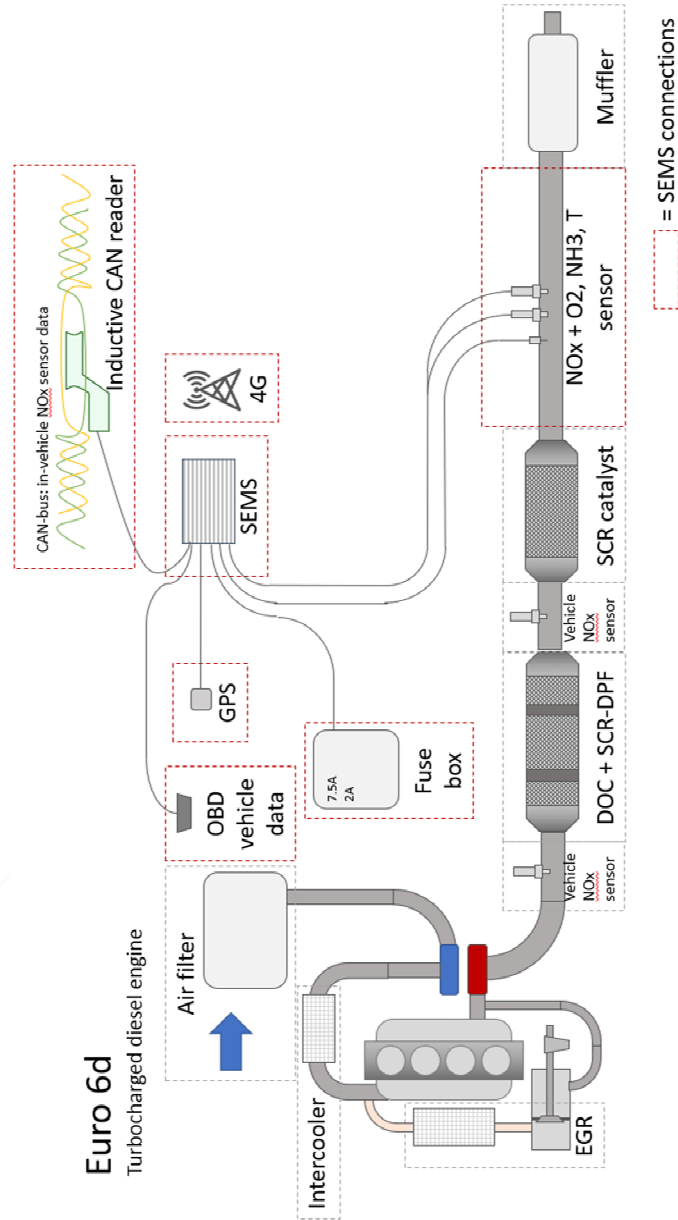 Euro 6d
Turbocharged diesel engine
Air filter
Intercooler
EGR
OBD
vehicle
data
GPS
7.5A
2A
Fuse
box
SEMS
4G
CAN-bus: in-vehicle NOx sensor data
Inductive CAN reader
Vehicle
NOx
sensor
DOC + SCR-DPF
Vehicle
NOx
sensor
SCR catalyst
NOx + O2, NH3, T
sensor
Muffler
= SEMS connections